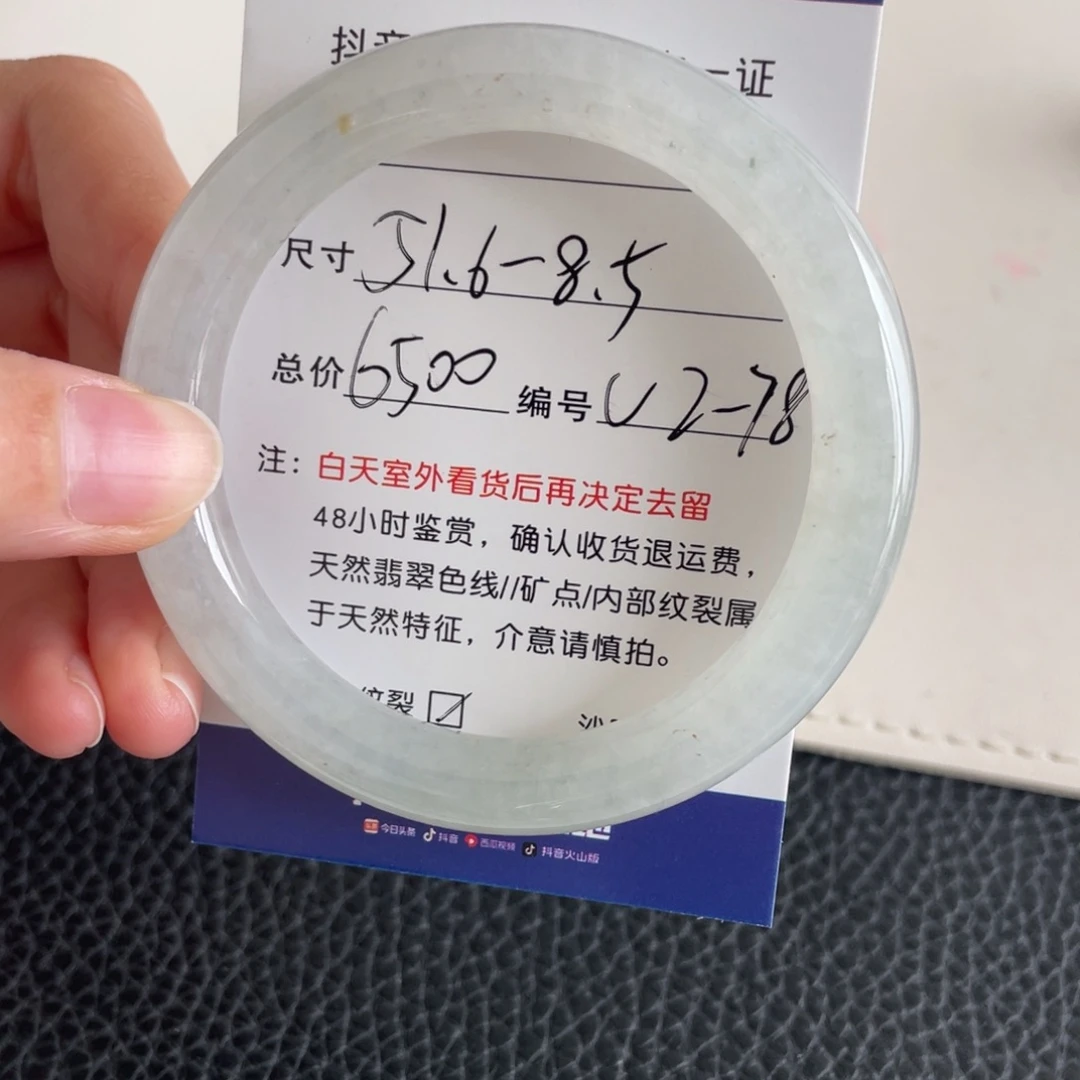 抖音
一证
尺寸 51.6-8.5
总价 6500 编号 U2-78
注：白天室外看货后再决定去留
48小时鉴赏，确认收货退运费，
天然翡翠色线//矿点/内部纹裂属
于天然特征，介意请慎拍。
纹裂
今日头条 抖音 西瓜视频 抖音火山版